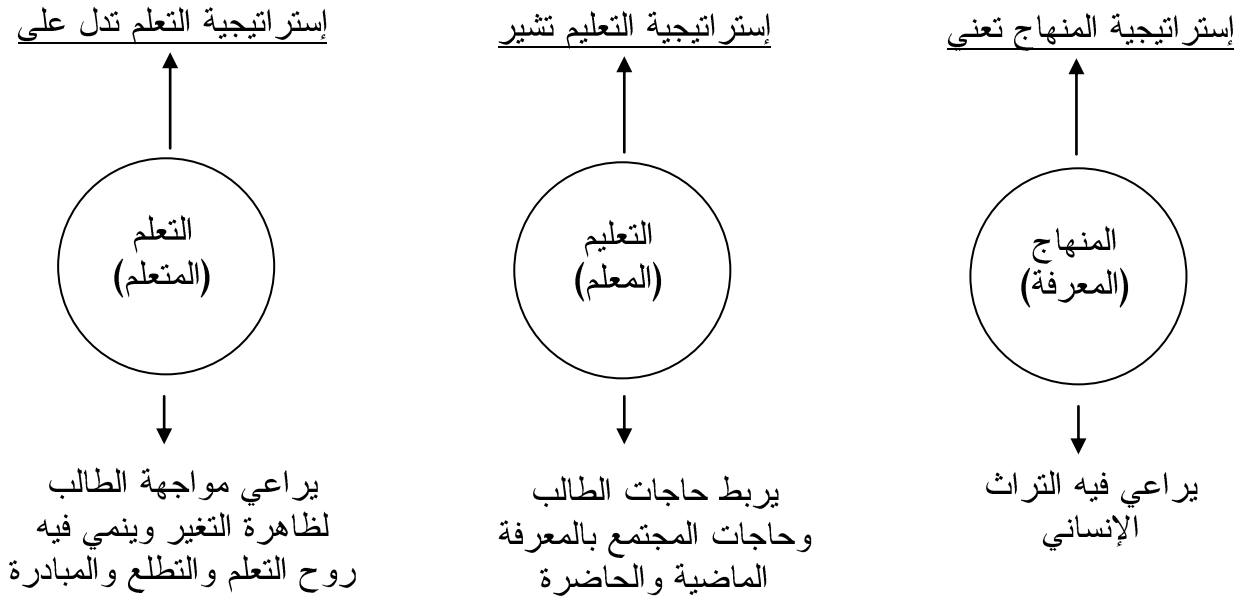 إستراتيجية المنهاج تعني
إستراتيجية التعليم تشير
إستراتيجية التعلم تدل على
المنهاج
(المعرفة)
التعليم
(المعلم)
التعلم
(المتعلم)
يراعي فيه التراث
الإنساني
يربط حاجات الطالب
وحاجات المجتمع بالمعرفة
الماضية والحاضرة
يراعي مواجهة الطالب
لظاهرة التغير وينمي فيه
روح التعلم والتطلع والمبادرة